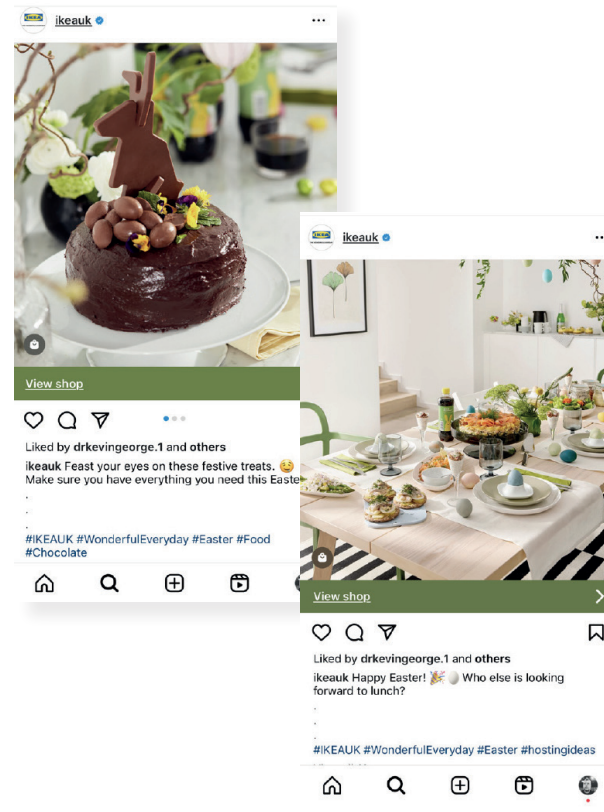 ikeauk
View shop
Liked by drkevingeorge.1 and others
ikeauk Feast your eyes on these festive treats. 😋
Make sure you have everything you need this Easte
.
.
.
#IKEAUK #WonderfulEveryday #Easter #Food
#Chocolate
IKEA
ikeauk
View shop
Liked by drkevingeorge.1 and others
ikeauk Happy Easter! 🎉🥚 Who else is looking
forward to lunch?
.
.
.
#IKEAUK #WonderfulEveryday #Easter #hostingideas